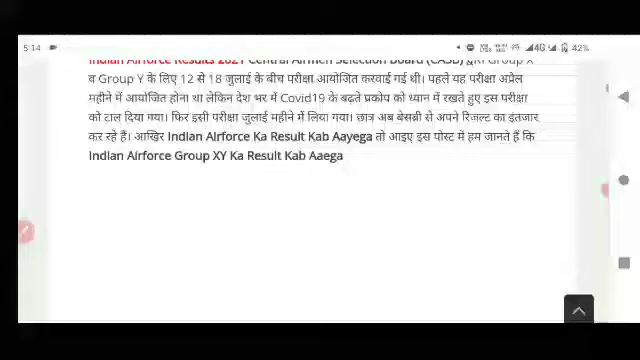 5:14
4G 42%
Indian Airforce Results 2021 Central Airmen Selection Board (CASB) द्वारा Group X
व Group Y के लिए 12 से 18 जुलाई के बीच परीक्षा आयोजित करवाई गई थी। पहले यह परीक्षा अप्रैल
महीने में आयोजित होना था लेकिन देश भर में Covid19 के बढ़ते प्रकोप को ध्यान में रखते हुए इस परीक्षा
को टाल दिया गया। फिर इसी परीक्षा जुलाई महीने में लिया गया। छात्र अब बेसब्री से अपने रिजल्ट का इंतजार
कर रहे हैं। आखिर Indian Airforce Ka Result Kab Aayega तो आइए इस पोस्ट में हम जानते हैं कि
Indian Airforce Group XY Ka Result Kab Aaega